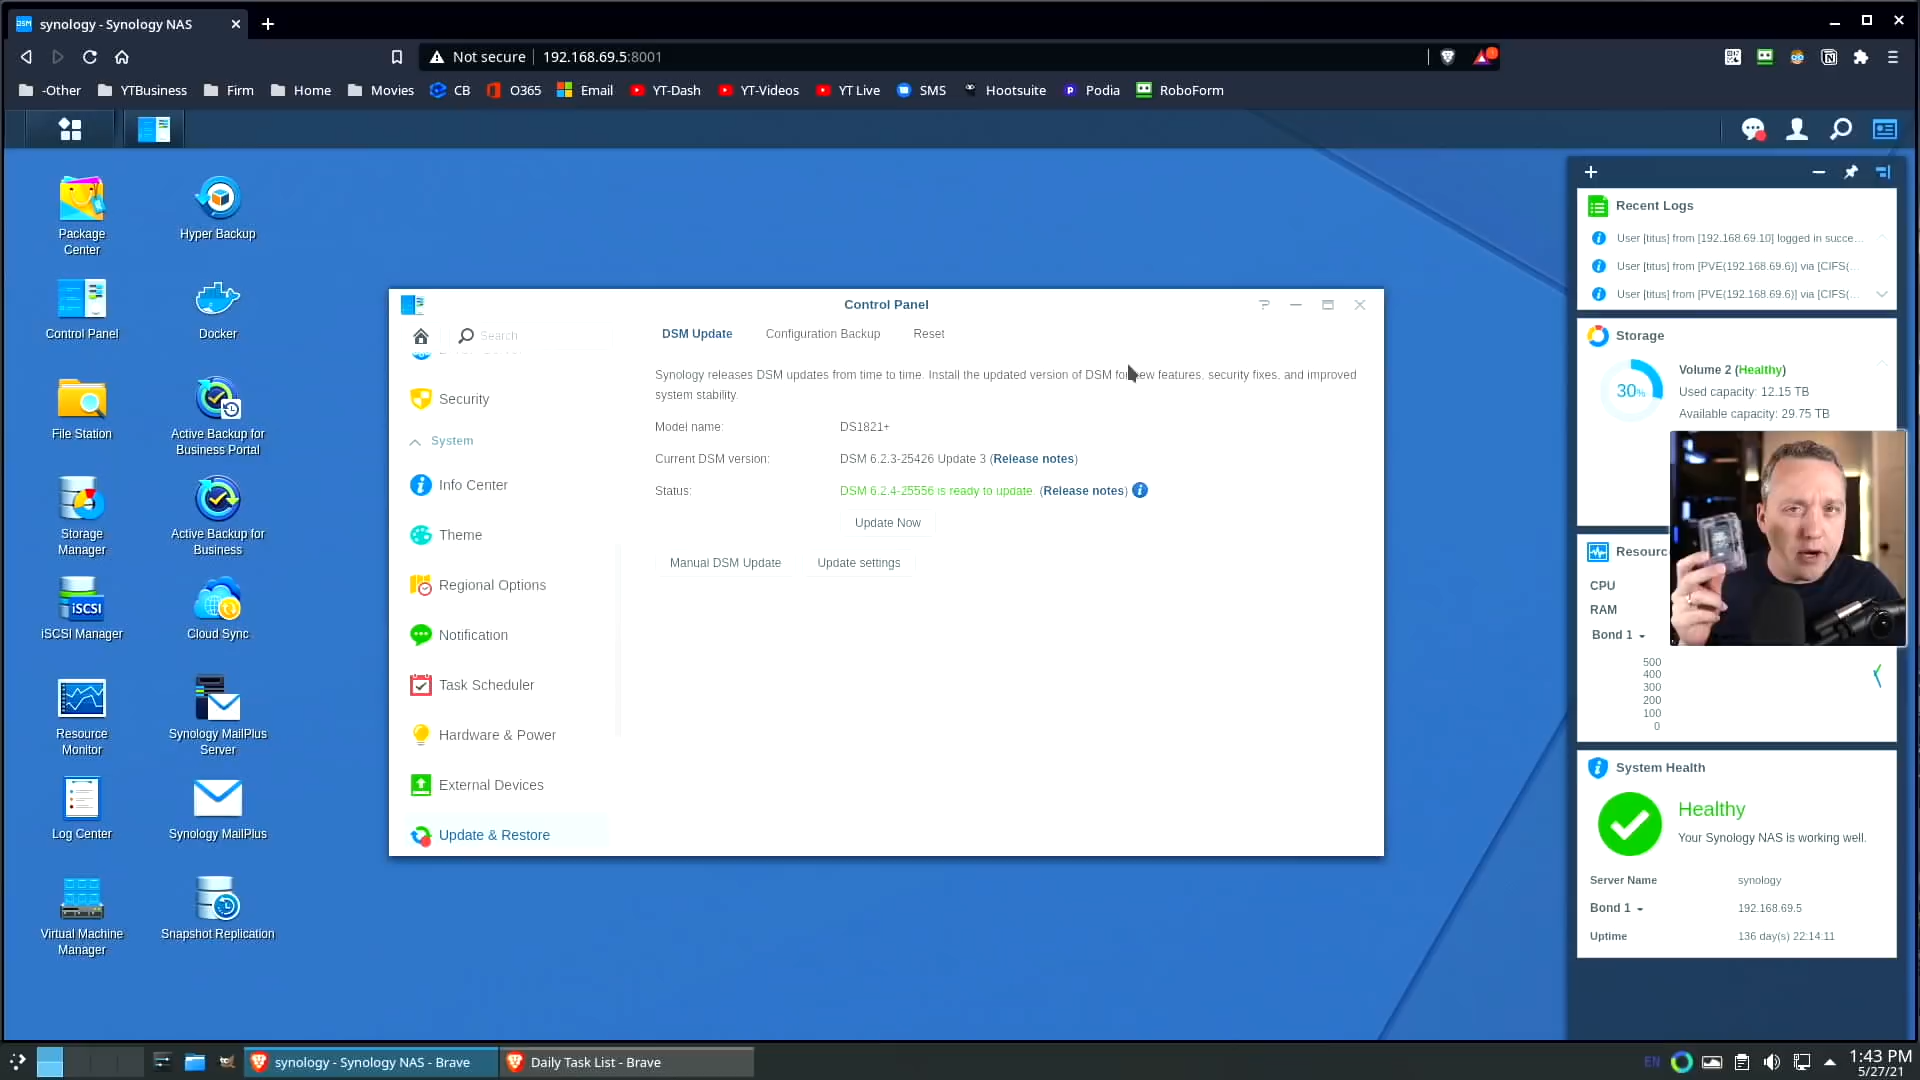 synology - Synology NAS
Not secure
192.168.69.5:8001
-Other
YTBusiness
Firm
Home
Movies
CB
O365
Email
YT-Dash
YT-Videos
YT Live
SMS
Hootsuite
Podia
RoboForm
Package
Center
Hyper Backup
Control Panel
Docker
File Station
Active Backup for
Business Portal
Storage
Manager
Active Backup for
Business
iSCSI
iSCSI Manager
Cloud Sync
Resource
Monitor
Synology MailPlus
Server
Log Center
Synology MailPlus
Virtual Machine
Manager
Snapshot Replication
Control Panel
Search
Security
System
Info Center
Theme
Regional Options
Notification
Task Scheduler
Hardware & Power
External Devices
Update & Restore
DSM Update
Configuration Backup
Reset
Synology releases DSM updates from time to time. Install the updated version of DSM for new features, security fixes, and improved
system stability.
Model name:
DS1821+
Current DSM version:
DSM 6.2.3-25426 Update 3 (Release notes)
Status:
DSM 6.2.4-25556 is ready to update. (Release notes)
Update Now
Manual DSM Update
Update settings
Recent Logs
User [titus] from [192.168.69.10] logged in succe...
User [titus] from [PVE(192.168.69.6)] via [CIFS(...
User [titus] from [PVE(192.168.69.6)] via [CIFS(...
Storage
30%
Volume 2 (Healthy)
Used capacity: 12.15 TB
Available capacity: 29.75 TB
Resourc
CPU
RAM
Bond 1
500
400
300
200
100
0
System Health
Healthy
Your Synology NAS is working well.
Server Name
synology
Bond 1
192.168.69.5
Uptime
136 day(s) 22:14:11
synology - Synology NAS - Brave
Daily Task List - Brave
EN
1:43 PM
5/27/21